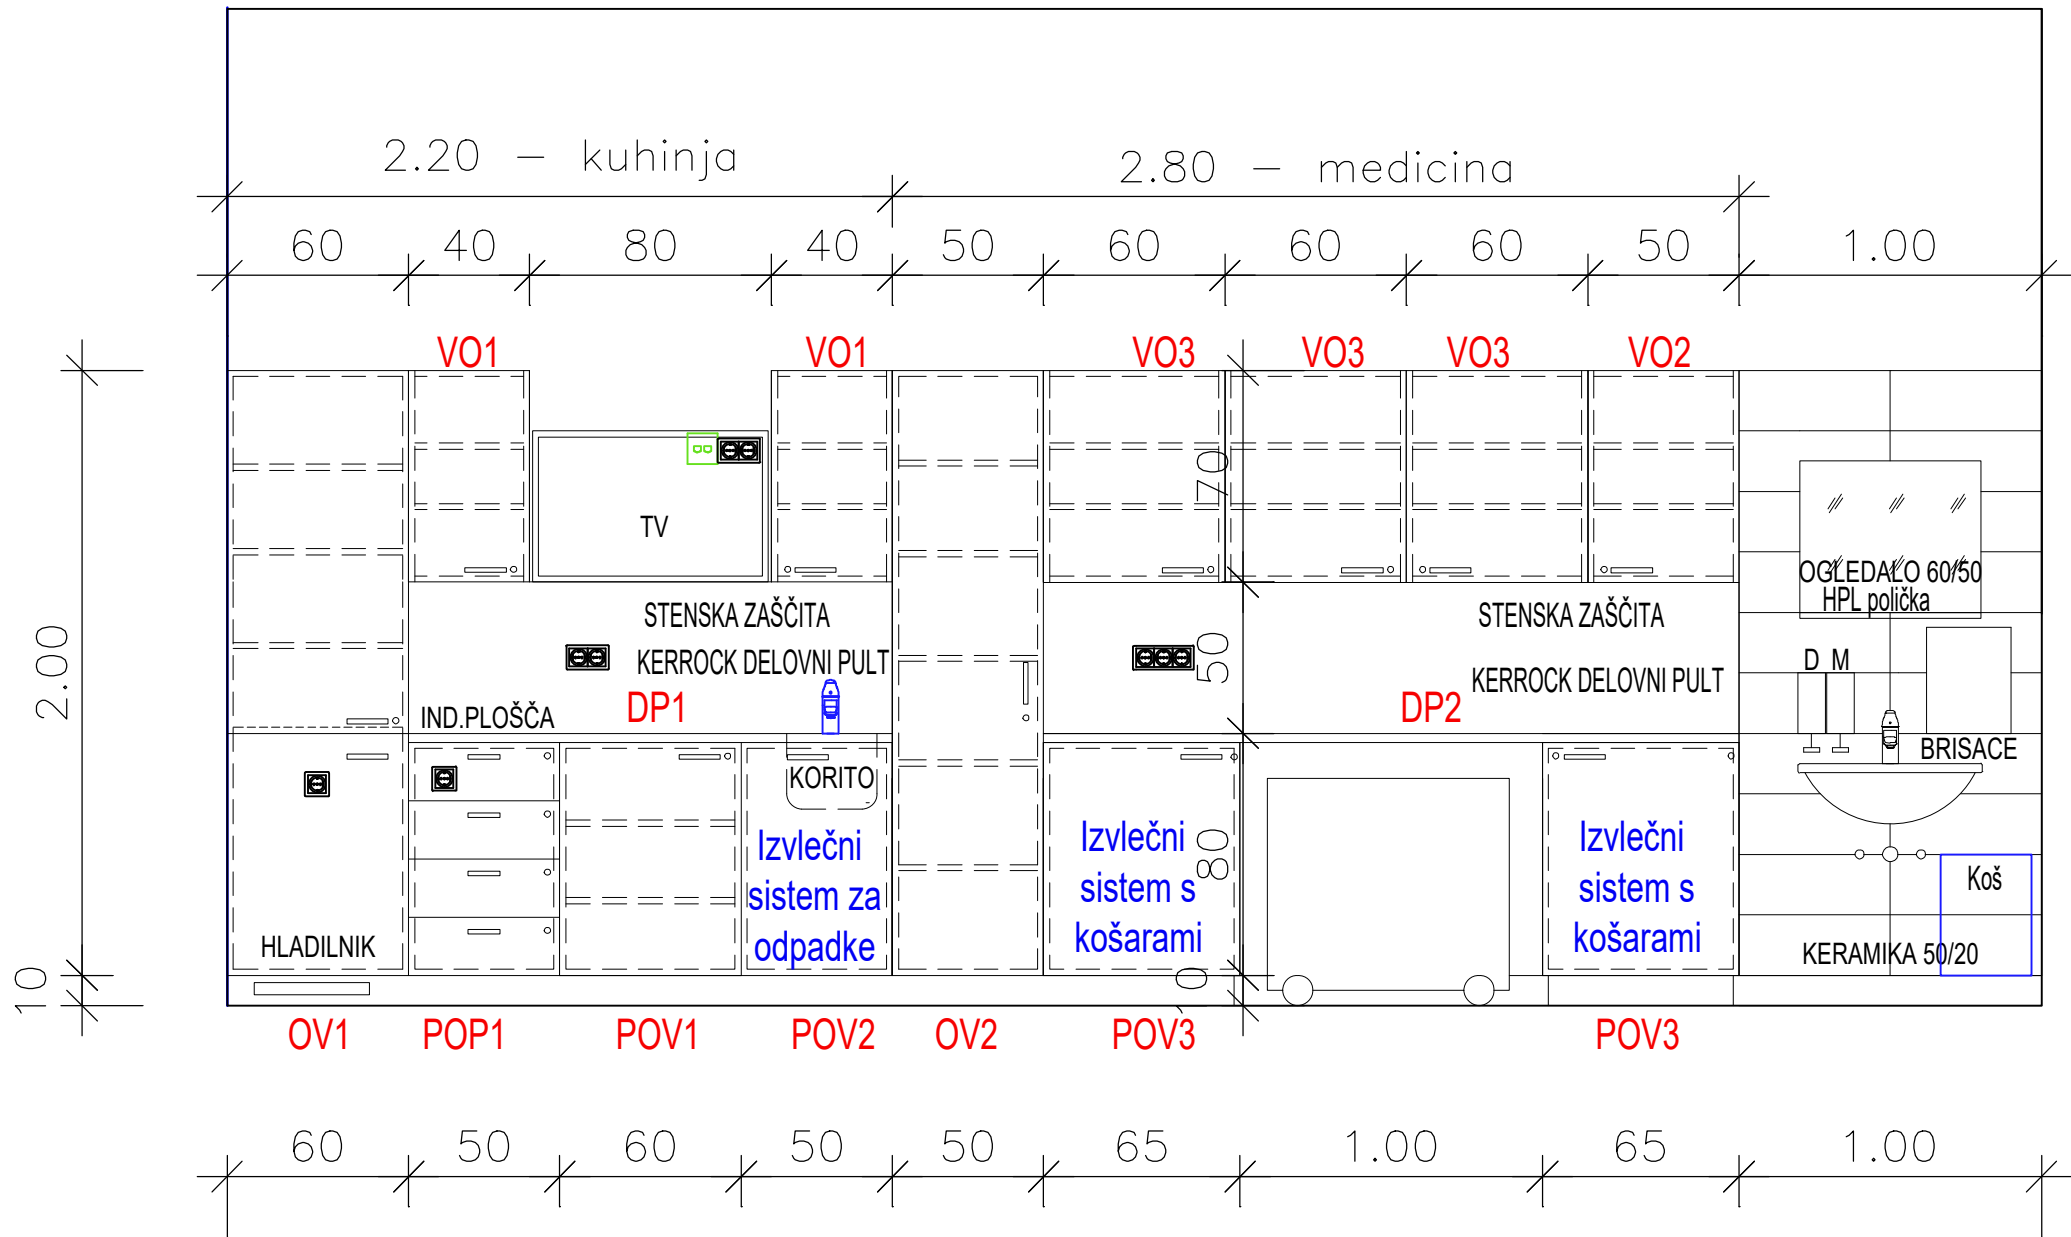 2.20 – kuhinja
2.80 – medicina
60 40 80 40 50 60 60 60 50 1.00
VO1 VO1 VO3 VO3 VO3 VO2
TV
70
OGLEDALO 60/50
HPL polička
2.00
STENSKA ZAŠČITA
KERROCK DELOVNI PULT
DP1
IND.PLOŠČA
50
STENSKA ZAŠČITA
KERROCK DELOVNI PULT
DP2
D M
BRISACE
KORITO
Izvlečni
sistem za
odpadke
Izvlečni
sistem s
košarami
80
Izvlečni
sistem s
košarami
Koš
HLADILNIK
KERAMIKA 50/20
10
10
OV1 POP1 POV1 POV2 OV2 POV3 POV3
60 50 60 50 50 65 1.00 65 1.00